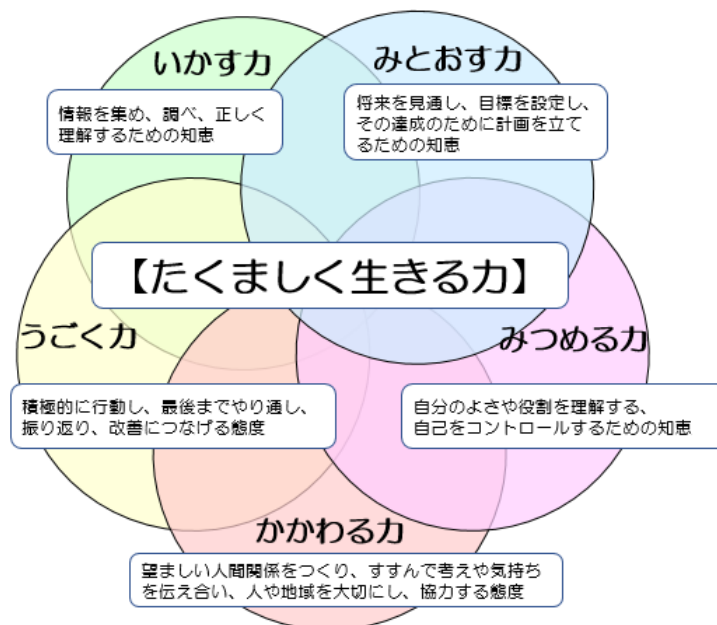 いかす力
情報を集め、調べ、正しく
理解するための知恵
みとおす力
将来を見通し、目標を設定し、
その達成のために計画を立て
るための知恵
【たくましく生きる力】
うごく力
積極的に行動し、最後までやり通し、
振り返り、改善につなげる態度
みつめる力
自分のよさや役割を理解する、
自己をコントロールするための知恵
かかわる力
望ましい人間関係をつくり、すすんで考えや気持ち
を伝え合い、人や地域を大切にし、協力する態度